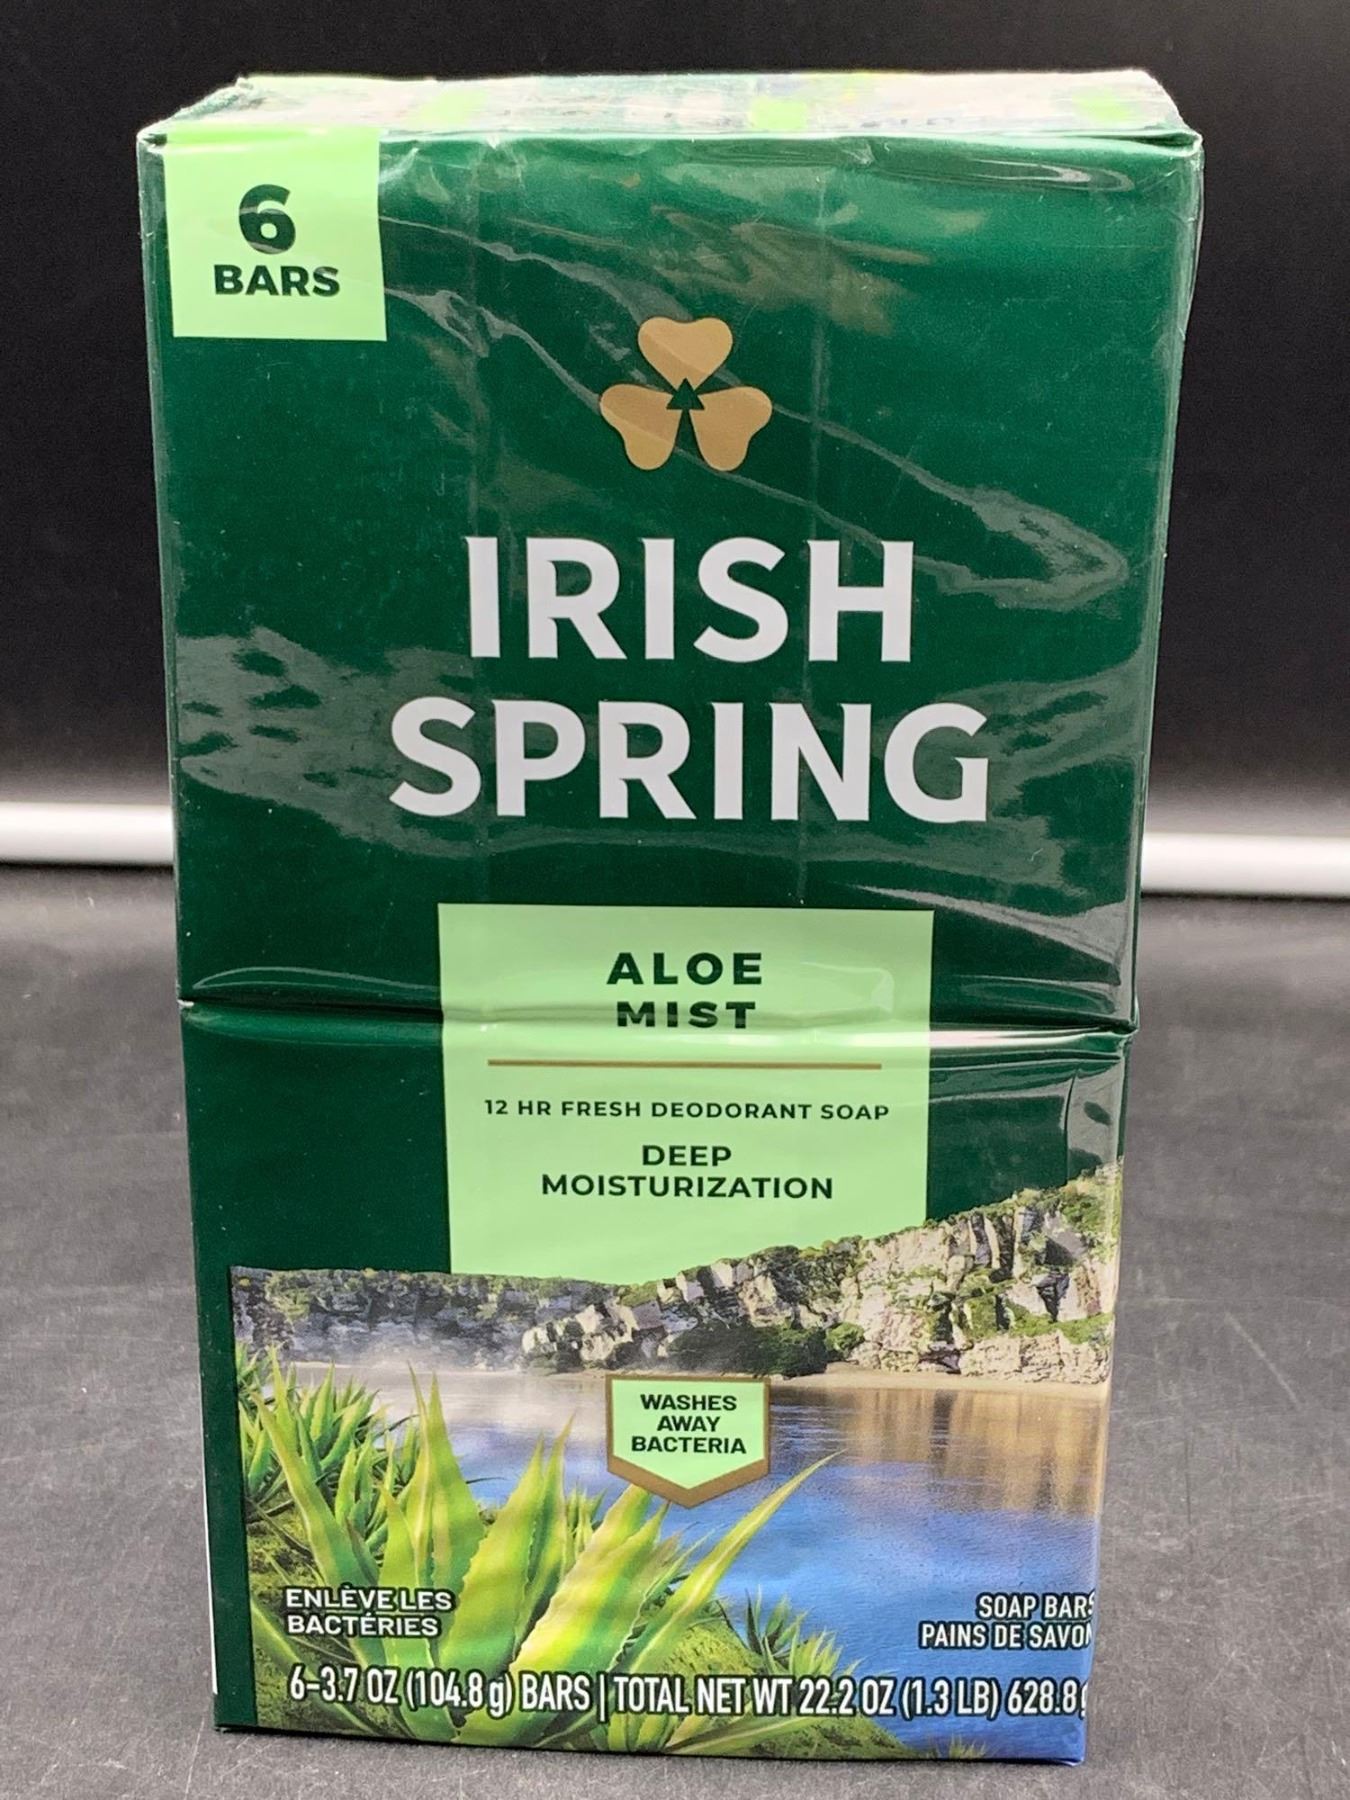 6
BARS
IRISH
SPRING
ALOE
MIST
12 HR FRESH DEODORANT SOAP
DEEP
MOISTURIZATION
WASHES
AWAY
BACTERIA
ENLÈVE LES
BACTÉRIES
SOAP BARS
PAINS DE SAVON
6-3.7 OZ (104.8 g) BARS | TOTAL NET WT 22.2 OZ (1.3 LB) 628.8g